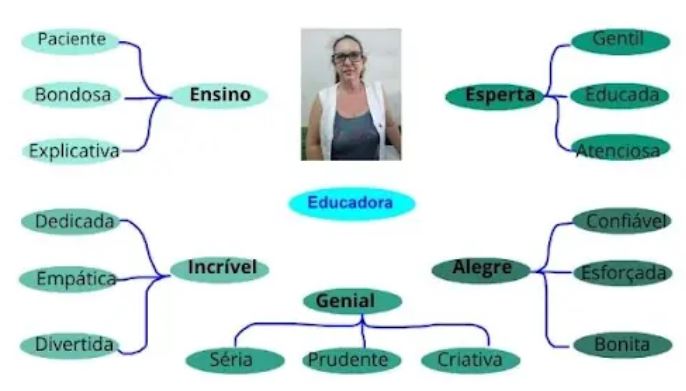 Paciente
Bondosa
Explicativa
Ensino
Gentil
Educada
Atenciosa
Esperta
Educadora
Dedicada
Empática
Divertida
Incrível
Genial
Séria
Prudente
Criativa
Alegre
Confiável
Esforçada
Bonita